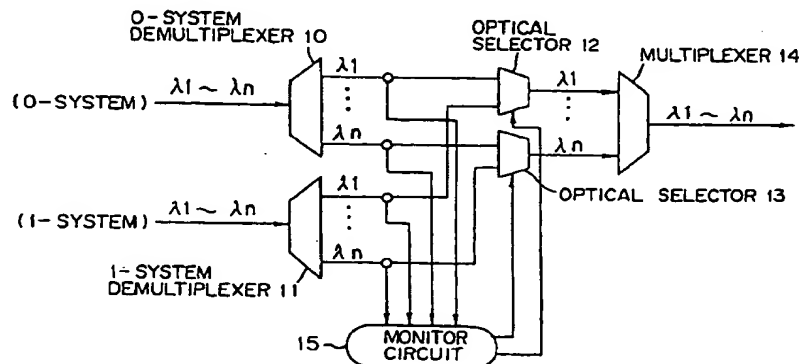 0-SYSTEM
DEMULTIPLEXER 10
OPTICAL
SELECTOR 12
MULTIPLEXER 14
(0-SYSTEM) λ1 ~ λn
λ1
λn
λ1
λn
λ1 ~ λn
OPTICAL SELECTOR 13
(1-SYSTEM) λ1 ~ λn
λ1
λn
1-SYSTEM
DEMULTIPLEXER 11
15
MONITOR
CIRCUIT